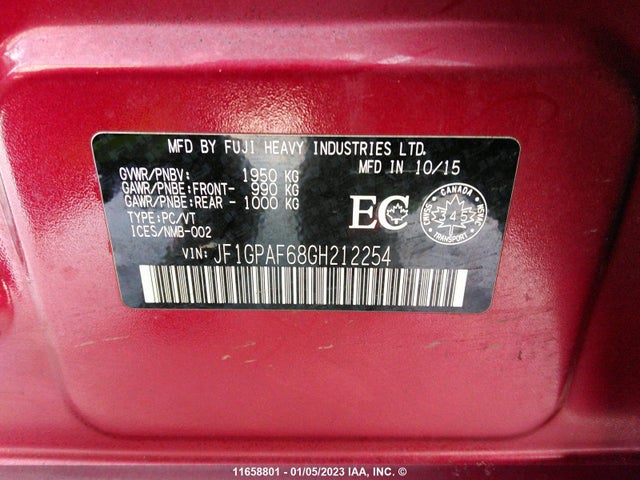 MFD BY FUJI HEAVY INDUSTRIES LTD.
GVWR/PNBV: 1950 KG MFD IN 10/15
GAWR/PNBE:FRONT- 990 KG
GAWR/PNBE:REAR - 1000 KG
TYPE:PC/VT
ICES/NMB-002
EC
CANADA
345
TRANSPORT
VIN: JF1GPAF68GH212254
11658801 - 01/05/2023 IAA, INC. ©